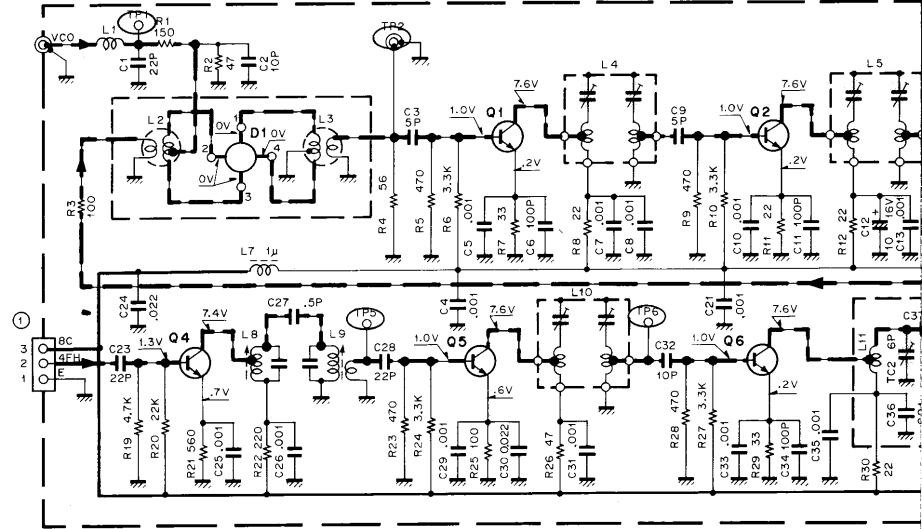 VCO
L1
TP1
R1
150
C1
22P
R2
47
C2
10P
TP2
L2
1
D1
0V
0V
2
4
0V
3
L3
R3
100
C3
5P
R4
56
R5
470
R6
3.3K
1.0V
Q1
7.6V
.2V
C5
.001
R7
33
C6
100P
L4
R8
22
C7
.001
C8
.001
C9
5P
R9
470
R10
3.3K
1.0V
Q2
7.6V
.2V
C10
.001
R11
22
C11
100P
L5
R12
22
C12
10
16V
+
C13
.001
L7 1μ
C24
.022
C4
.001
C21
.001
1
3
8C
2
4FH
1
E
C23
22P
R19
4.7K
R20
22K
1.3V
Q4
7.4V
.7V
R21
560
C25
.001
L8
C27
.5P
L9
R22
220
C26
.001
TP5
C28
22P
R23
470
R24
3.3K
1.0V
Q5
7.6V
.6V
C29
.001
R25
100
C30
0.022
L10
R26
47
C31
.001
TP6
C32
10P
R28
470
R27
3.3K
1.0V
Q6
7.6V
.2V
C33
.001
R29
33
C34
100P
C35
.001
L11
TC2
6P
C36
R30
22